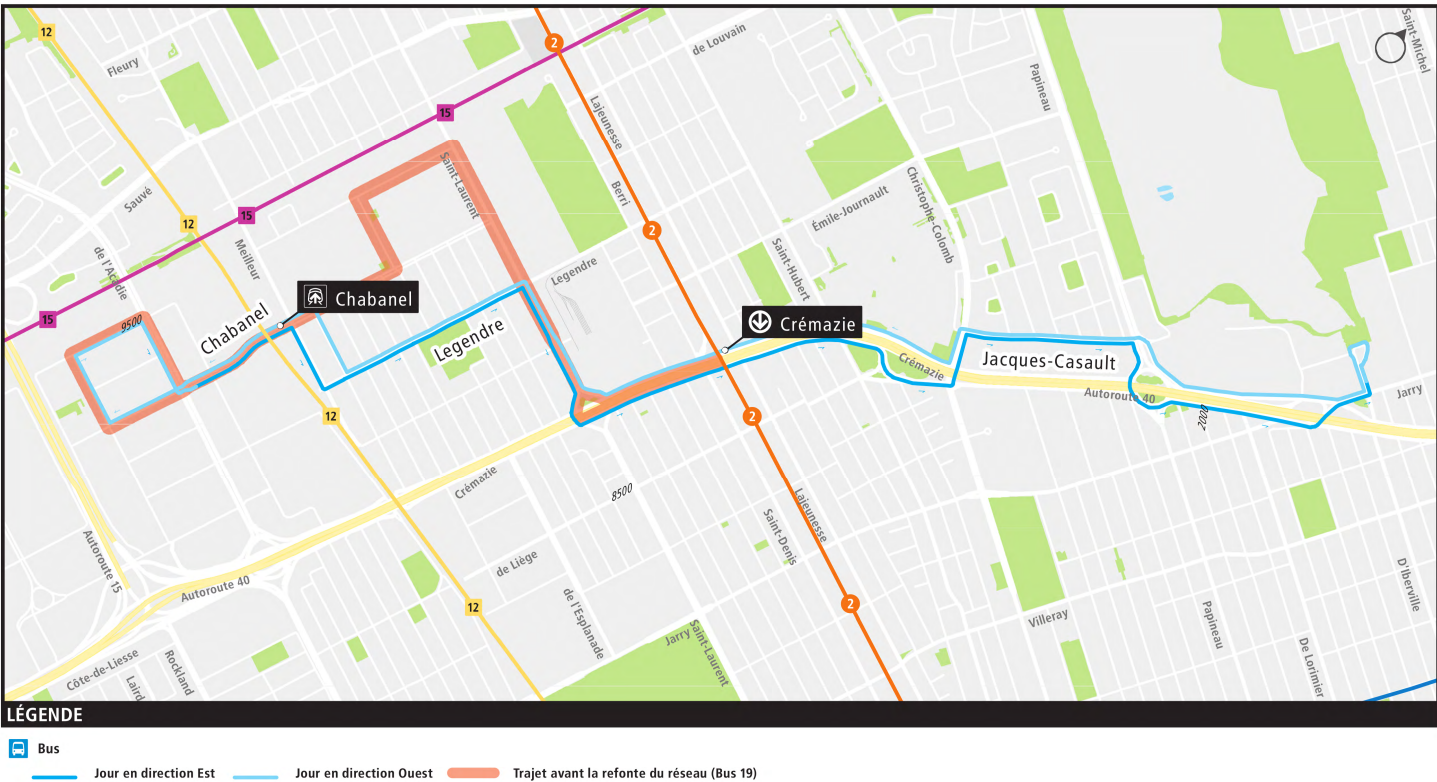 12
2
de Louvain
Saint-Michel
Fleury
Papineau
15
Lajeunesse
Saint-Laurent
Sauvé
Berri
Christophe-Colomb
Émile-Journault
12
15
2
Meilleur
de l'Acadie
Saint-Hubert
Legendre
Chabanel
15
9500
Chabanel
Crémazie
Legendre
Crémazie
Jacques-Casault
Autoroute 40
Jarry
2000
12
2
Crémazie
8500
Lajeunesse
Saint-Denis
Autoroute 15
de Liège
Autoroute 40
D'Iberville
12
2
de l'Esplanade
Villeray
Papineau
Jarry
Saint-Laurent
De Lorimier
Côte-de-Liesse
Rockland
Laird
LÉGENDE
Bus
Jour en direction Est
Jour en direction Ouest
Trajet avant la refonte du réseau (Bus 19)